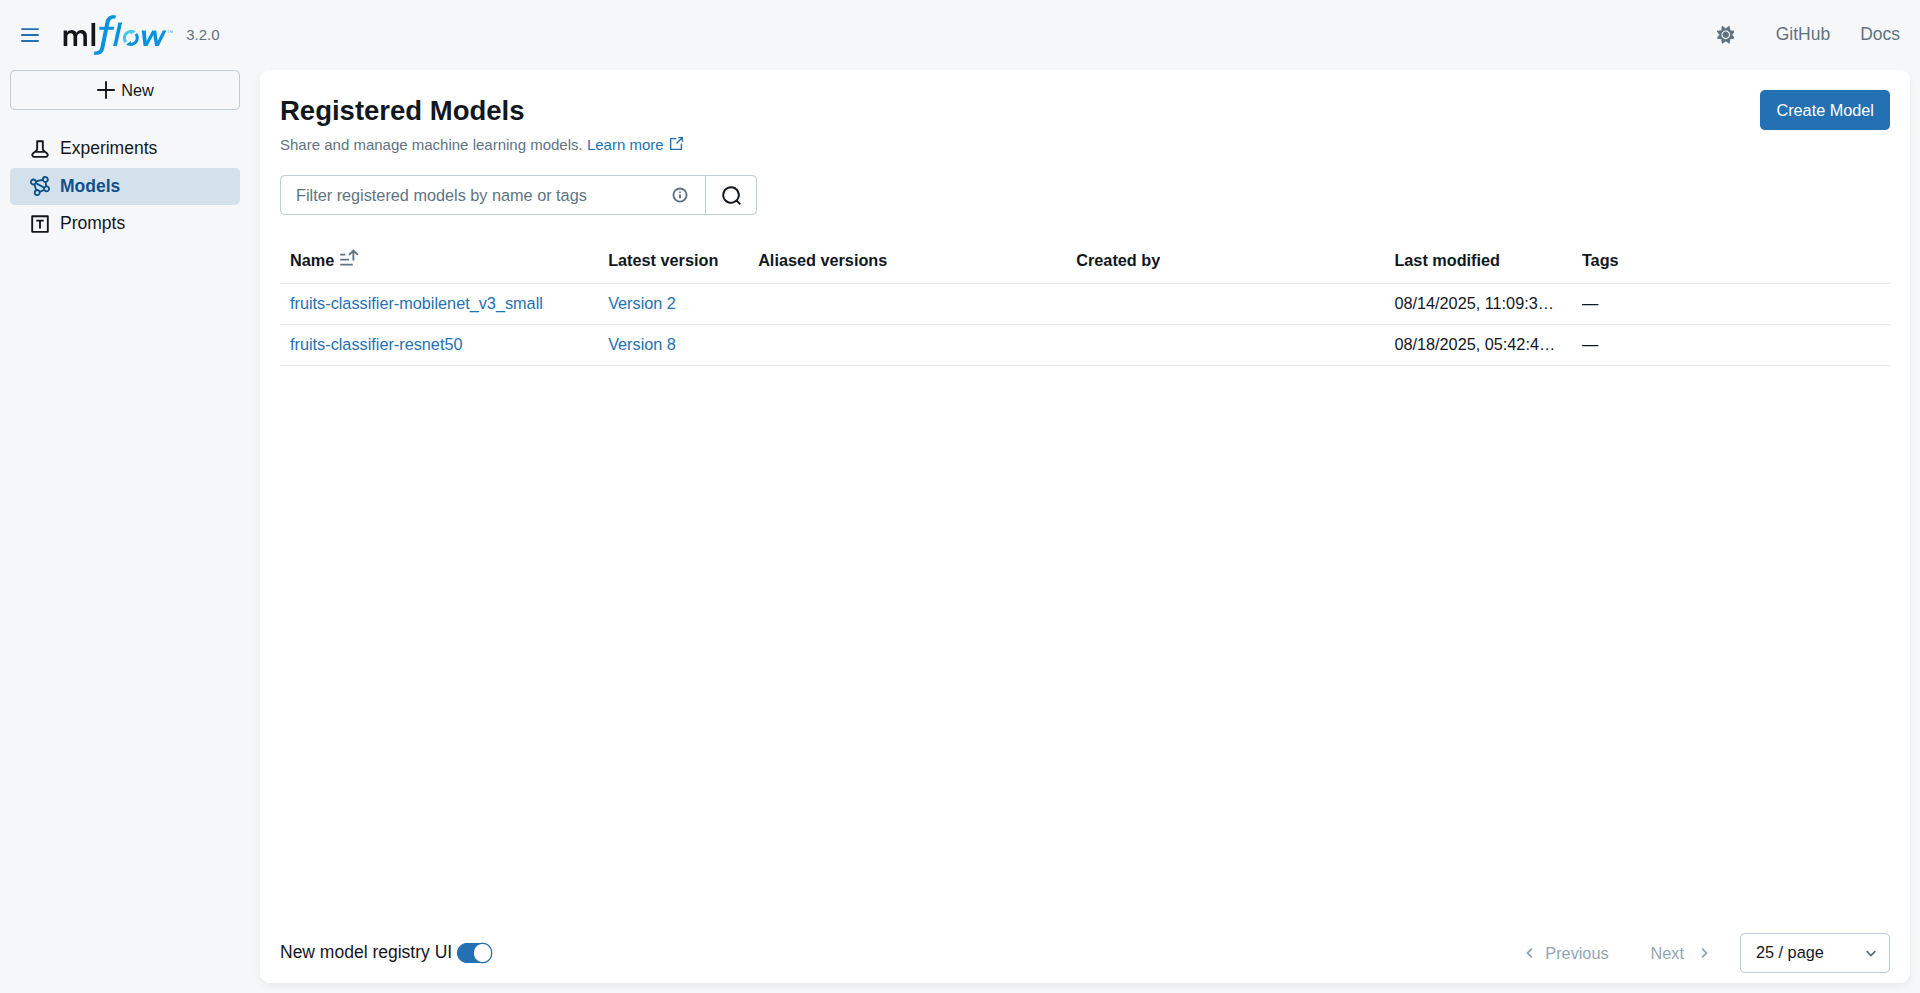 mlflow™ 3.2.0
GitHub
Docs
New
Experiments
Models
Prompts
Registered Models
Create Model
Share and manage machine learning models. Learn more
Filter registered models by name or tags
Name Latest version Aliased versions Created by Last modified Tags
fruits-classifier-mobilenet_v3_small Version 2 08/14/2025, 11:09:3… —
fruits-classifier-resnet50 Version 8 08/18/2025, 05:42:4… —
New model registry UI
Previous
Next
25 / page